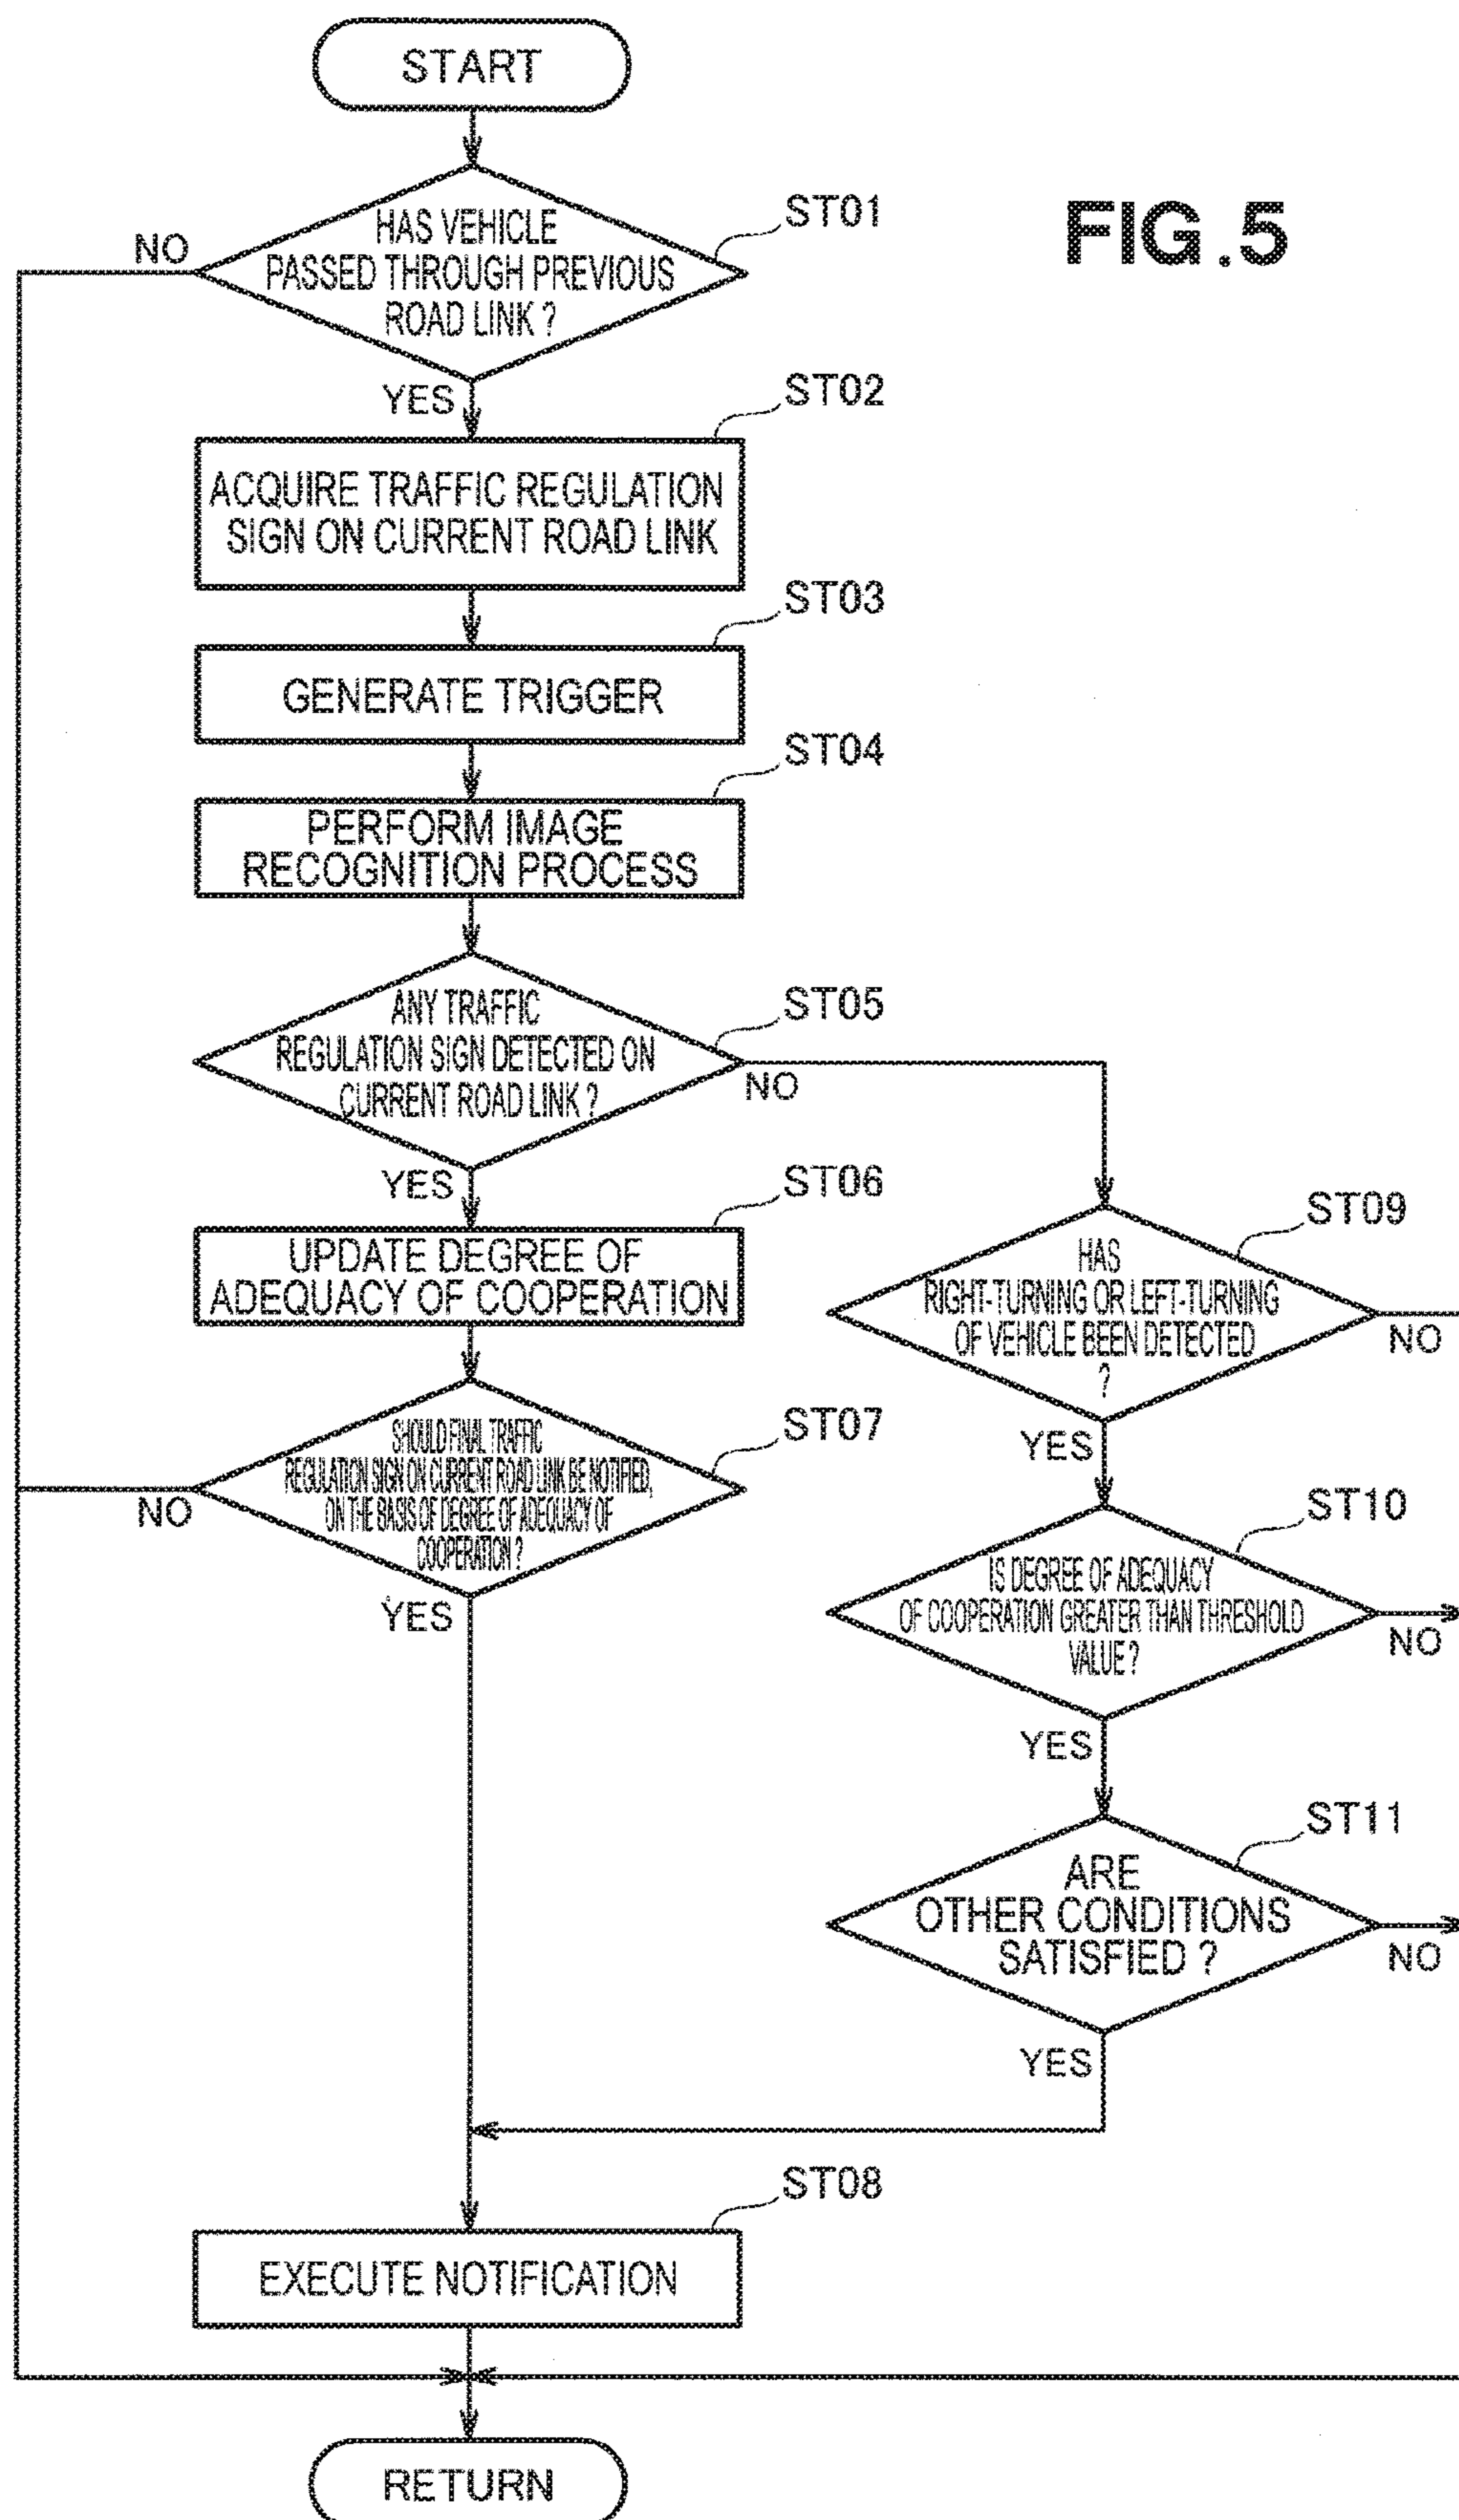 START
FIG.5
ST01
HAS VEHICLE
PASSED THROUGH PREVIOUS
ROAD LINK ?
NO
YES
ST02
ACQUIRE TRAFFIC REGULATION
SIGN ON CURRENT ROAD LINK
ST03
GENERATE TRIGGER
ST04
PERFORM IMAGE
RECOGNITION PROCESS
ST05
ANY TRAFFIC
REGULATION SIGN DETECTED ON
CURRENT ROAD LINK ?
NO
YES
ST06
UPDATE DEGREE OF
ADEQUACY OF COOPERATION
ST07
SHOULD FINAL TRAFFIC
REGULATION SIGN ON CURRENT ROAD LINK BE NOTIFIED,
ON THE BASIS OF DEGREE OF ADEQUACY OF
COOPERATION ?
NO
YES
ST09
HAS
RIGHT-TURNING OR LEFT-TURNING
OF VEHICLE BEEN DETECTED
?
NO
YES
ST10
IS DEGREE OF ADEQUACY
OF COOPERATION GREATER THAN THRESHOLD
VALUE ?
NO
YES
ST11
ARE
OTHER CONDITIONS
SATISFIED ?
NO
YES
ST08
EXECUTE NOTIFICATION
RETURN